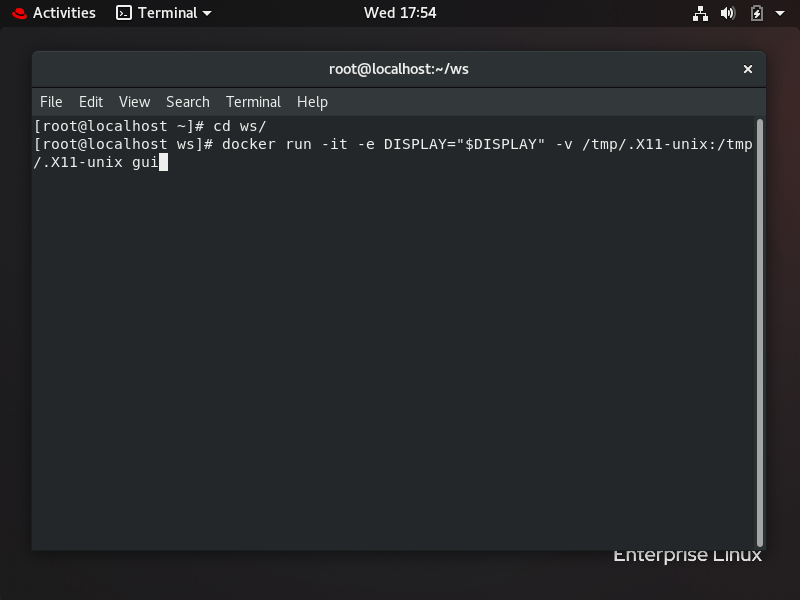 Activities Terminal Wed 17:54
root@localhost:~/ws
File Edit View Search Terminal Help
[root@localhost ~]# cd ws/
[root@localhost ws]# docker run -it -e DISPLAY="$DISPLAY" -v /tmp/.X11-unix:/tmp
/.X11-unix gui
Enterprise Linux